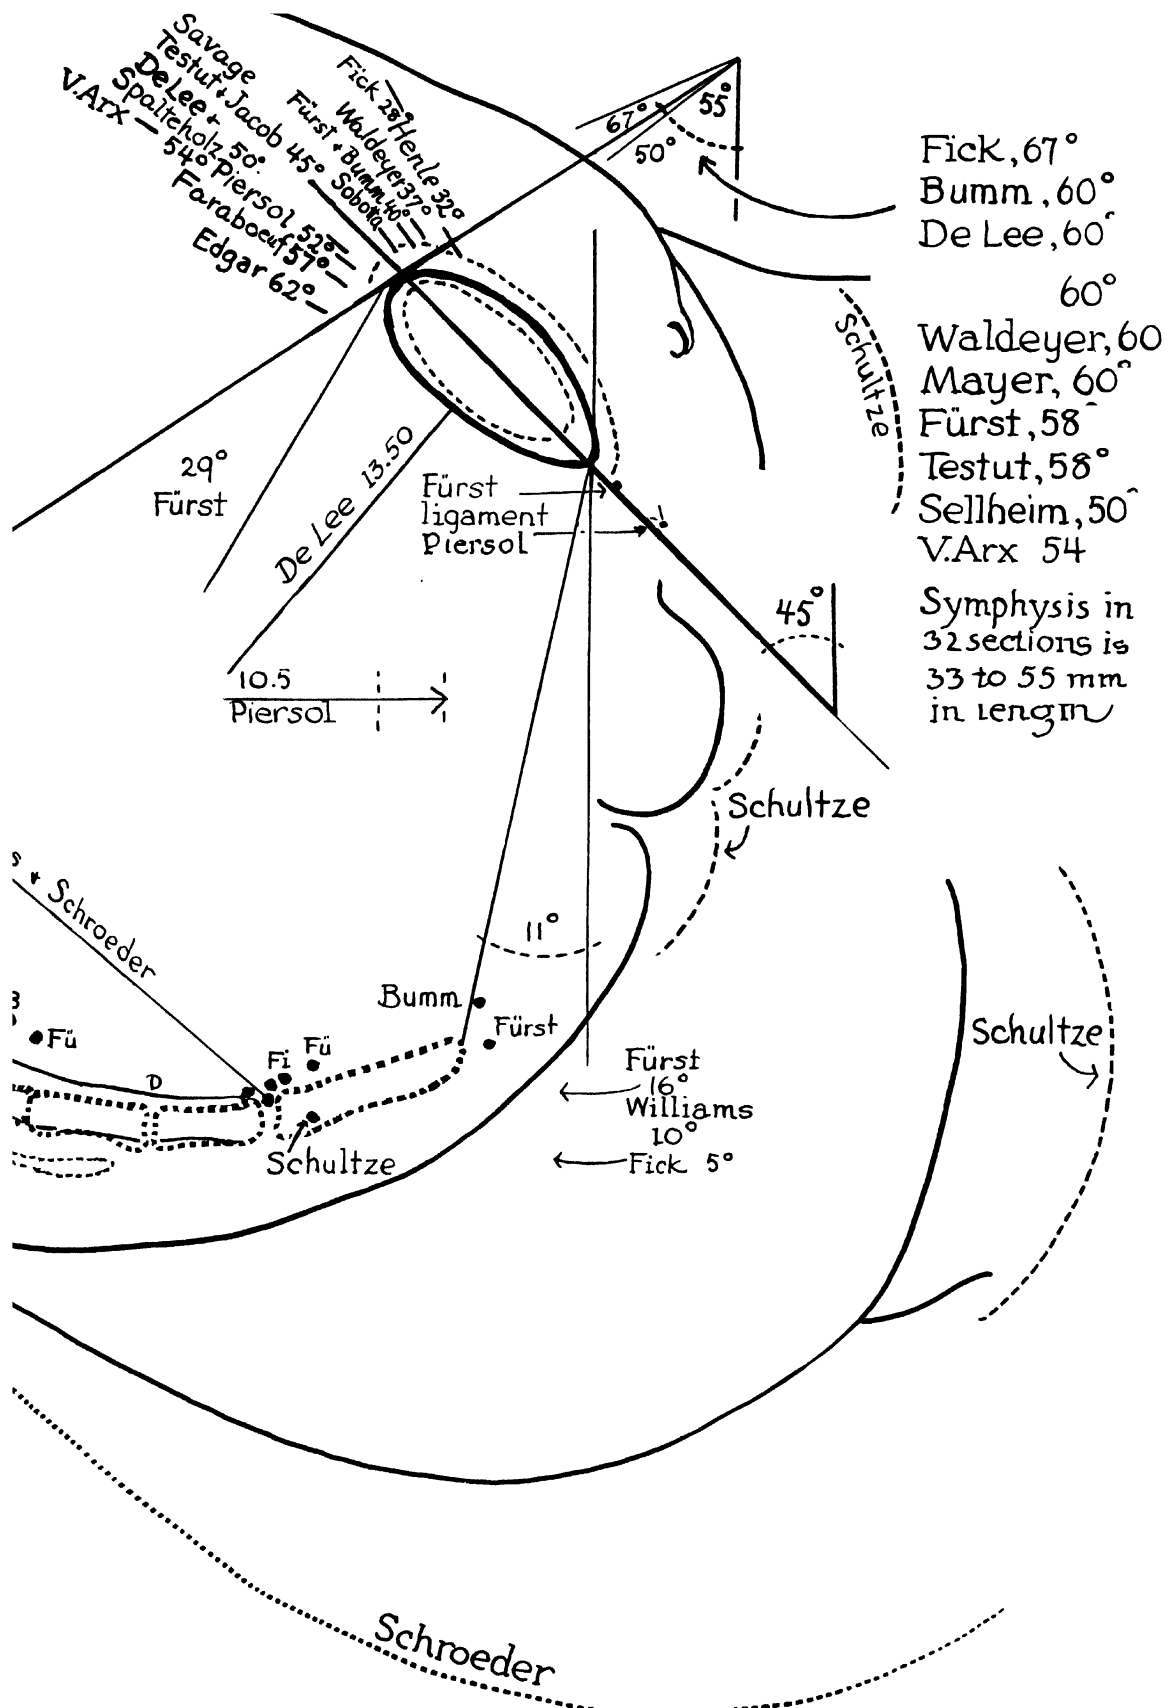 Savage
Testut + Jacob 45°
De Lee +
Spalteholz 50°
V. Arx — 54°
Piersol 52°
Faraboeuf 57°
Edgar 62°
Fick 28°
Henle 32°
Waldeyer 37°
Fürst + Bumm 40°
Sobota
67°
55°
50°
Fick, 67°
Bumm, 60°
De Lee, 60°
60°
Waldeyer, 60
Mayer, 60°
Fürst, 58
Testut, 58°
Sellheim, 50
V. Arx 54
Schultze
Symphysis in
32 sections is
33 to 55 mm
in length
29°
Fürst
De Lee 13.50
Fürst
ligament
Piersol
45°
10.5
Piersol
Schultze
s + Schroeder
11°
Bumm
Fürst
Fü
Fi
Fü
D
Schultze
Fürst
16°
Williams
10°
Fick 5°
Schultze
Schroeder